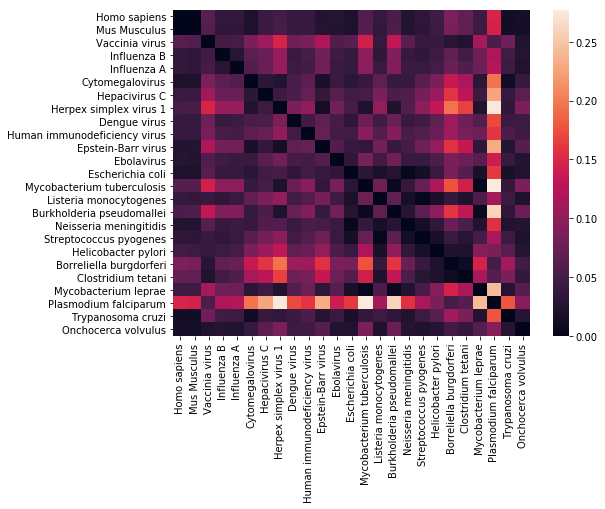 Homo sapiens
Mus Musculus
Vaccinia virus
Influenza B
Influenza A
Cytomegalovirus
Hepacivirus C
Herpex simplex virus 1
Dengue virus
Human immunodeficiency virus
Epstein-Barr virus
Ebolavirus
Escherichia coli
Mycobacterium tuberculosis
Listeria monocytogenes
Burkholderia pseudomallei
Neisseria meningitidis
Streptococcus pyogenes
Helicobacter pylori
Borreliella burgdorferi
Clostridium tetani
Mycobacterium leprae
Plasmodium falciparum
Trypanosoma cruzi
Onchocerca volvulus
Homo sapiens
Mus Musculus
Vaccinia virus
Influenza B
Influenza A
Cytomegalovirus
Hepacivirus C
Herpex simplex virus 1
Dengue virus
Human immunodeficiency virus
Epstein-Barr virus
Ebolavirus
Escherichia coli
Mycobacterium tuberculosis
Listeria monocytogenes
Burkholderia pseudomallei
Neisseria meningitidis
Streptococcus pyogenes
Helicobacter pylori
Borreliella burgdorferi
Clostridium tetani
Mycobacterium leprae
Plasmodium falciparum
Trypanosoma cruzi
Onchocerca volvulus
0.25
0.20
0.15
0.10
0.05
0.00